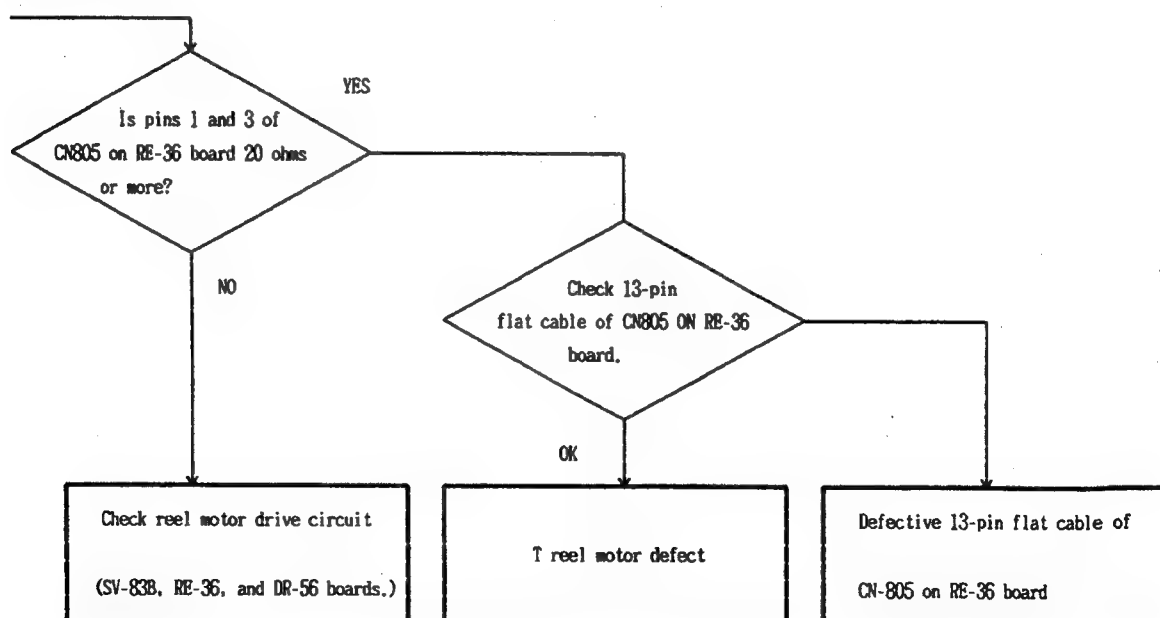 YES
Is pins 1 and 3 of
CN805 on RE-36 board 20 ohms
or more?
NO
Check 13-pin
flat cable of CN805 ON RE-36
board.
OK
Check reel motor drive circuit
(SV-83B, RE-36, and DR-56 boards.)
T reel motor defect
Defective 13-pin flat cable of
CN-805 on RE-36 board